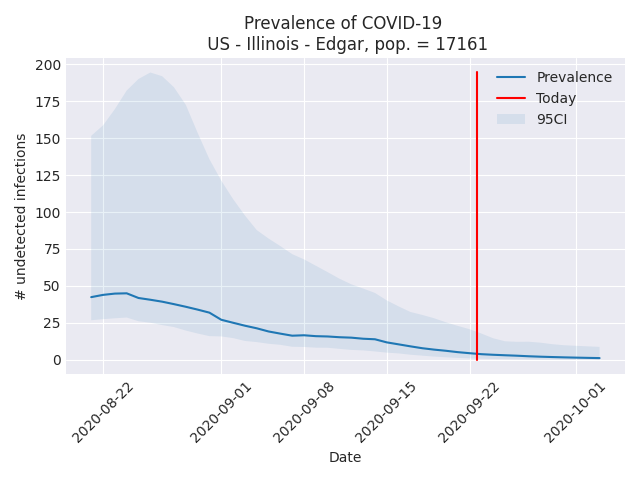 Prevalence of COVID-19
US - Illinois - Edgar, pop. = 17161
Prevalence
Today
95CI
# undetected infections
200
175
150
125
100
75
50
25
0
2020-08-22
2020-09-01
2020-09-08
2020-09-15
2020-09-22
2020-10-01
Date